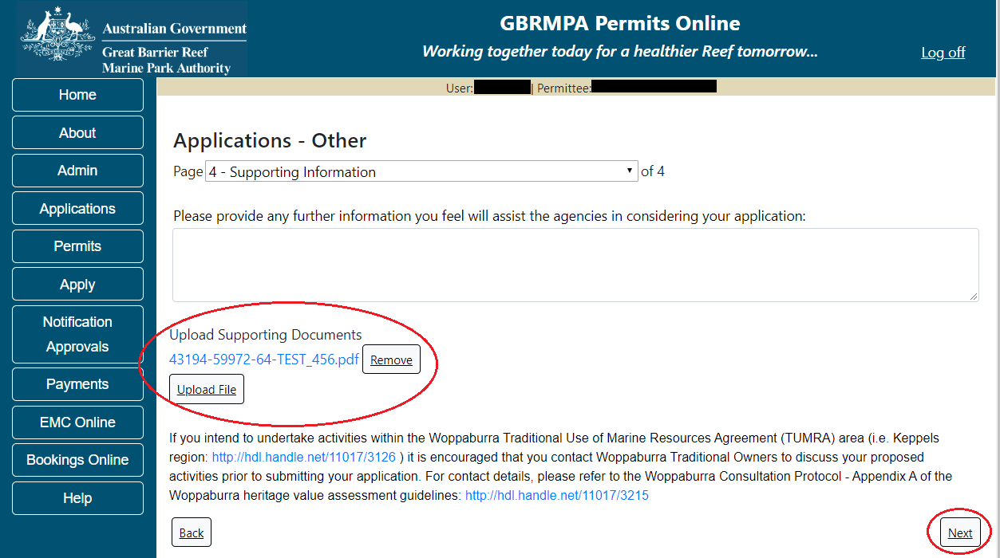 Australian Government
Great Barrier Reef
Marine Park Authority
GBRMPA Permits Online
Working together today for a healthier Reef tomorrow...
Log off
Home
About
Admin
Applications
Permits
Apply
Notification
Approvals
Payments
EMC Online
Bookings Online
Help
User: | Permittee:
Applications - Other
Page 4 - Supporting Information of 4
Please provide any further information you feel will assist the agencies in considering your application:
Upload Supporting Documents
43194-59972-64-TEST_456.pdf Remove
Upload File
If you intend to undertake activities within the Woppaburra Traditional Use of Marine Resources Agreement (TUMRA) area (i.e. Keppels
region: http://hdl.handle.net/11017/3126 ) it is encouraged that you contact Woppaburra Traditional Owners to discuss your proposed
activities prior to submitting your application. For contact details, please refer to the Woppaburra Consultation Protocol - Appendix A of the
Woppaburra heritage value assessment guidelines: http://hdl.handle.net/11017/3215
Back
Next